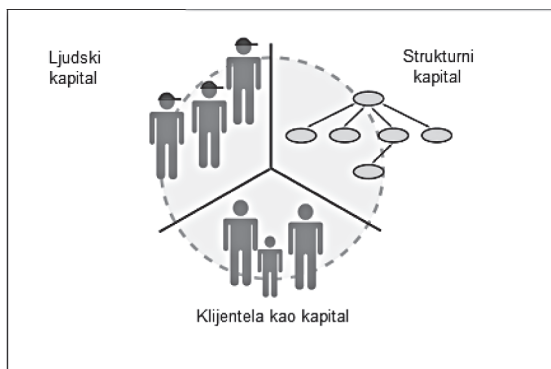 Ljudski
kapital
Strukturni
kapital
Klijentela kao kapital